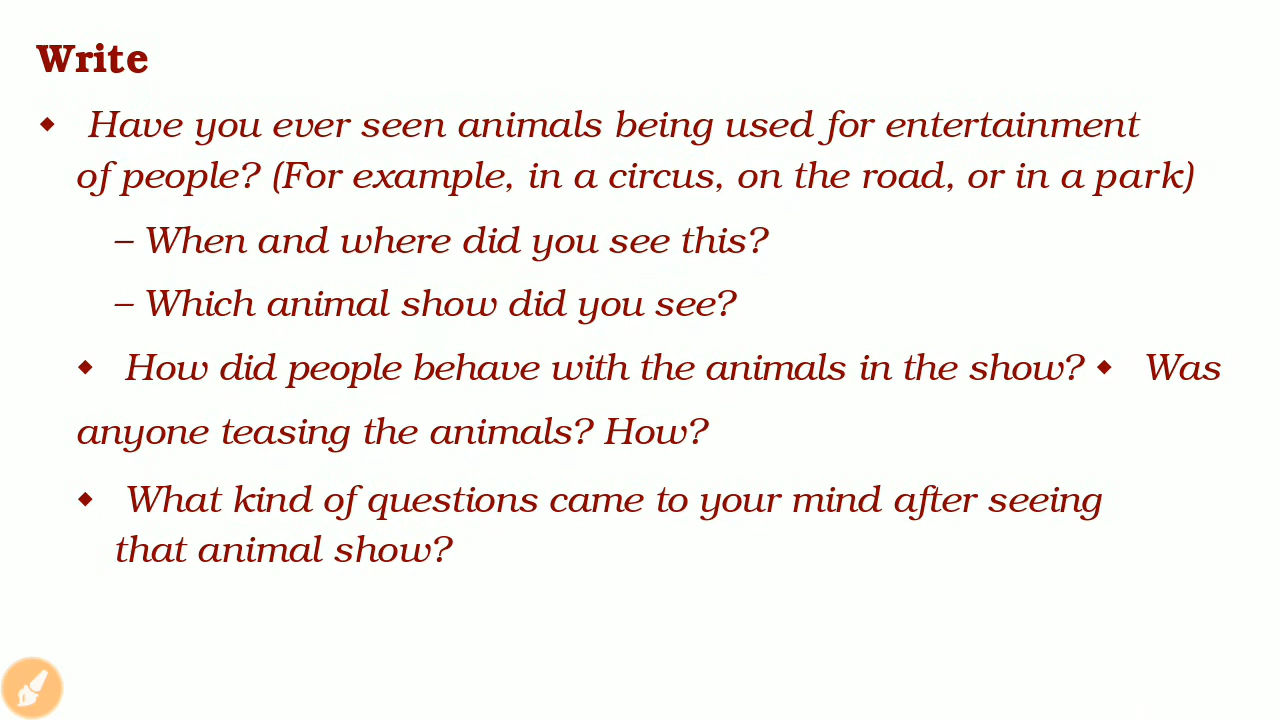 Write
◆ Have you ever seen animals being used for entertainment
of people? (For example, in a circus, on the road, or in a park)
– When and where did you see this?
– Which animal show did you see?
◆ How did people behave with the animals in the show? ◆ Was
anyone teasing the animals? How?
◆ What kind of questions came to your mind after seeing
that animal show?